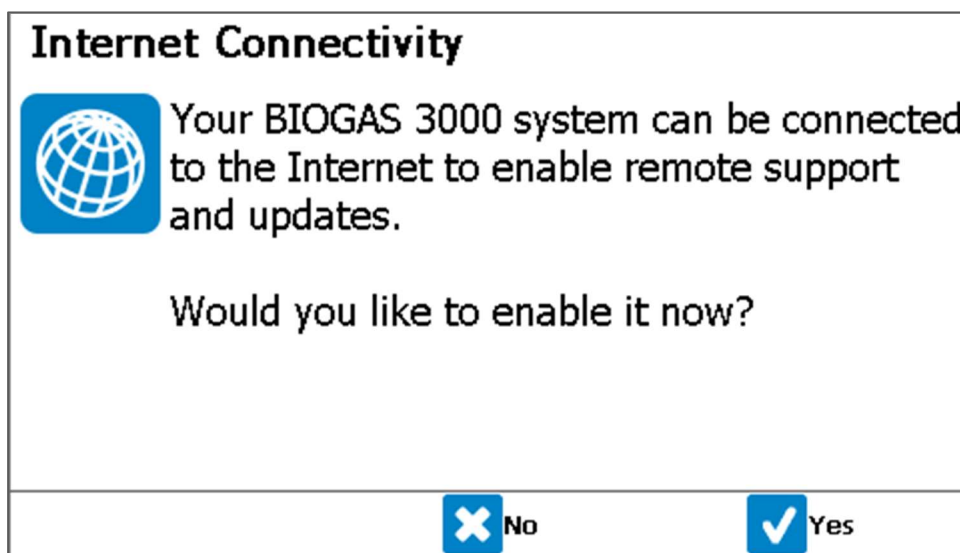 Internet Connectivity
Your BIOGAS 3000 system can be connected
to the Internet to enable remote support
and updates.
Would you like to enable it now?
No
Yes